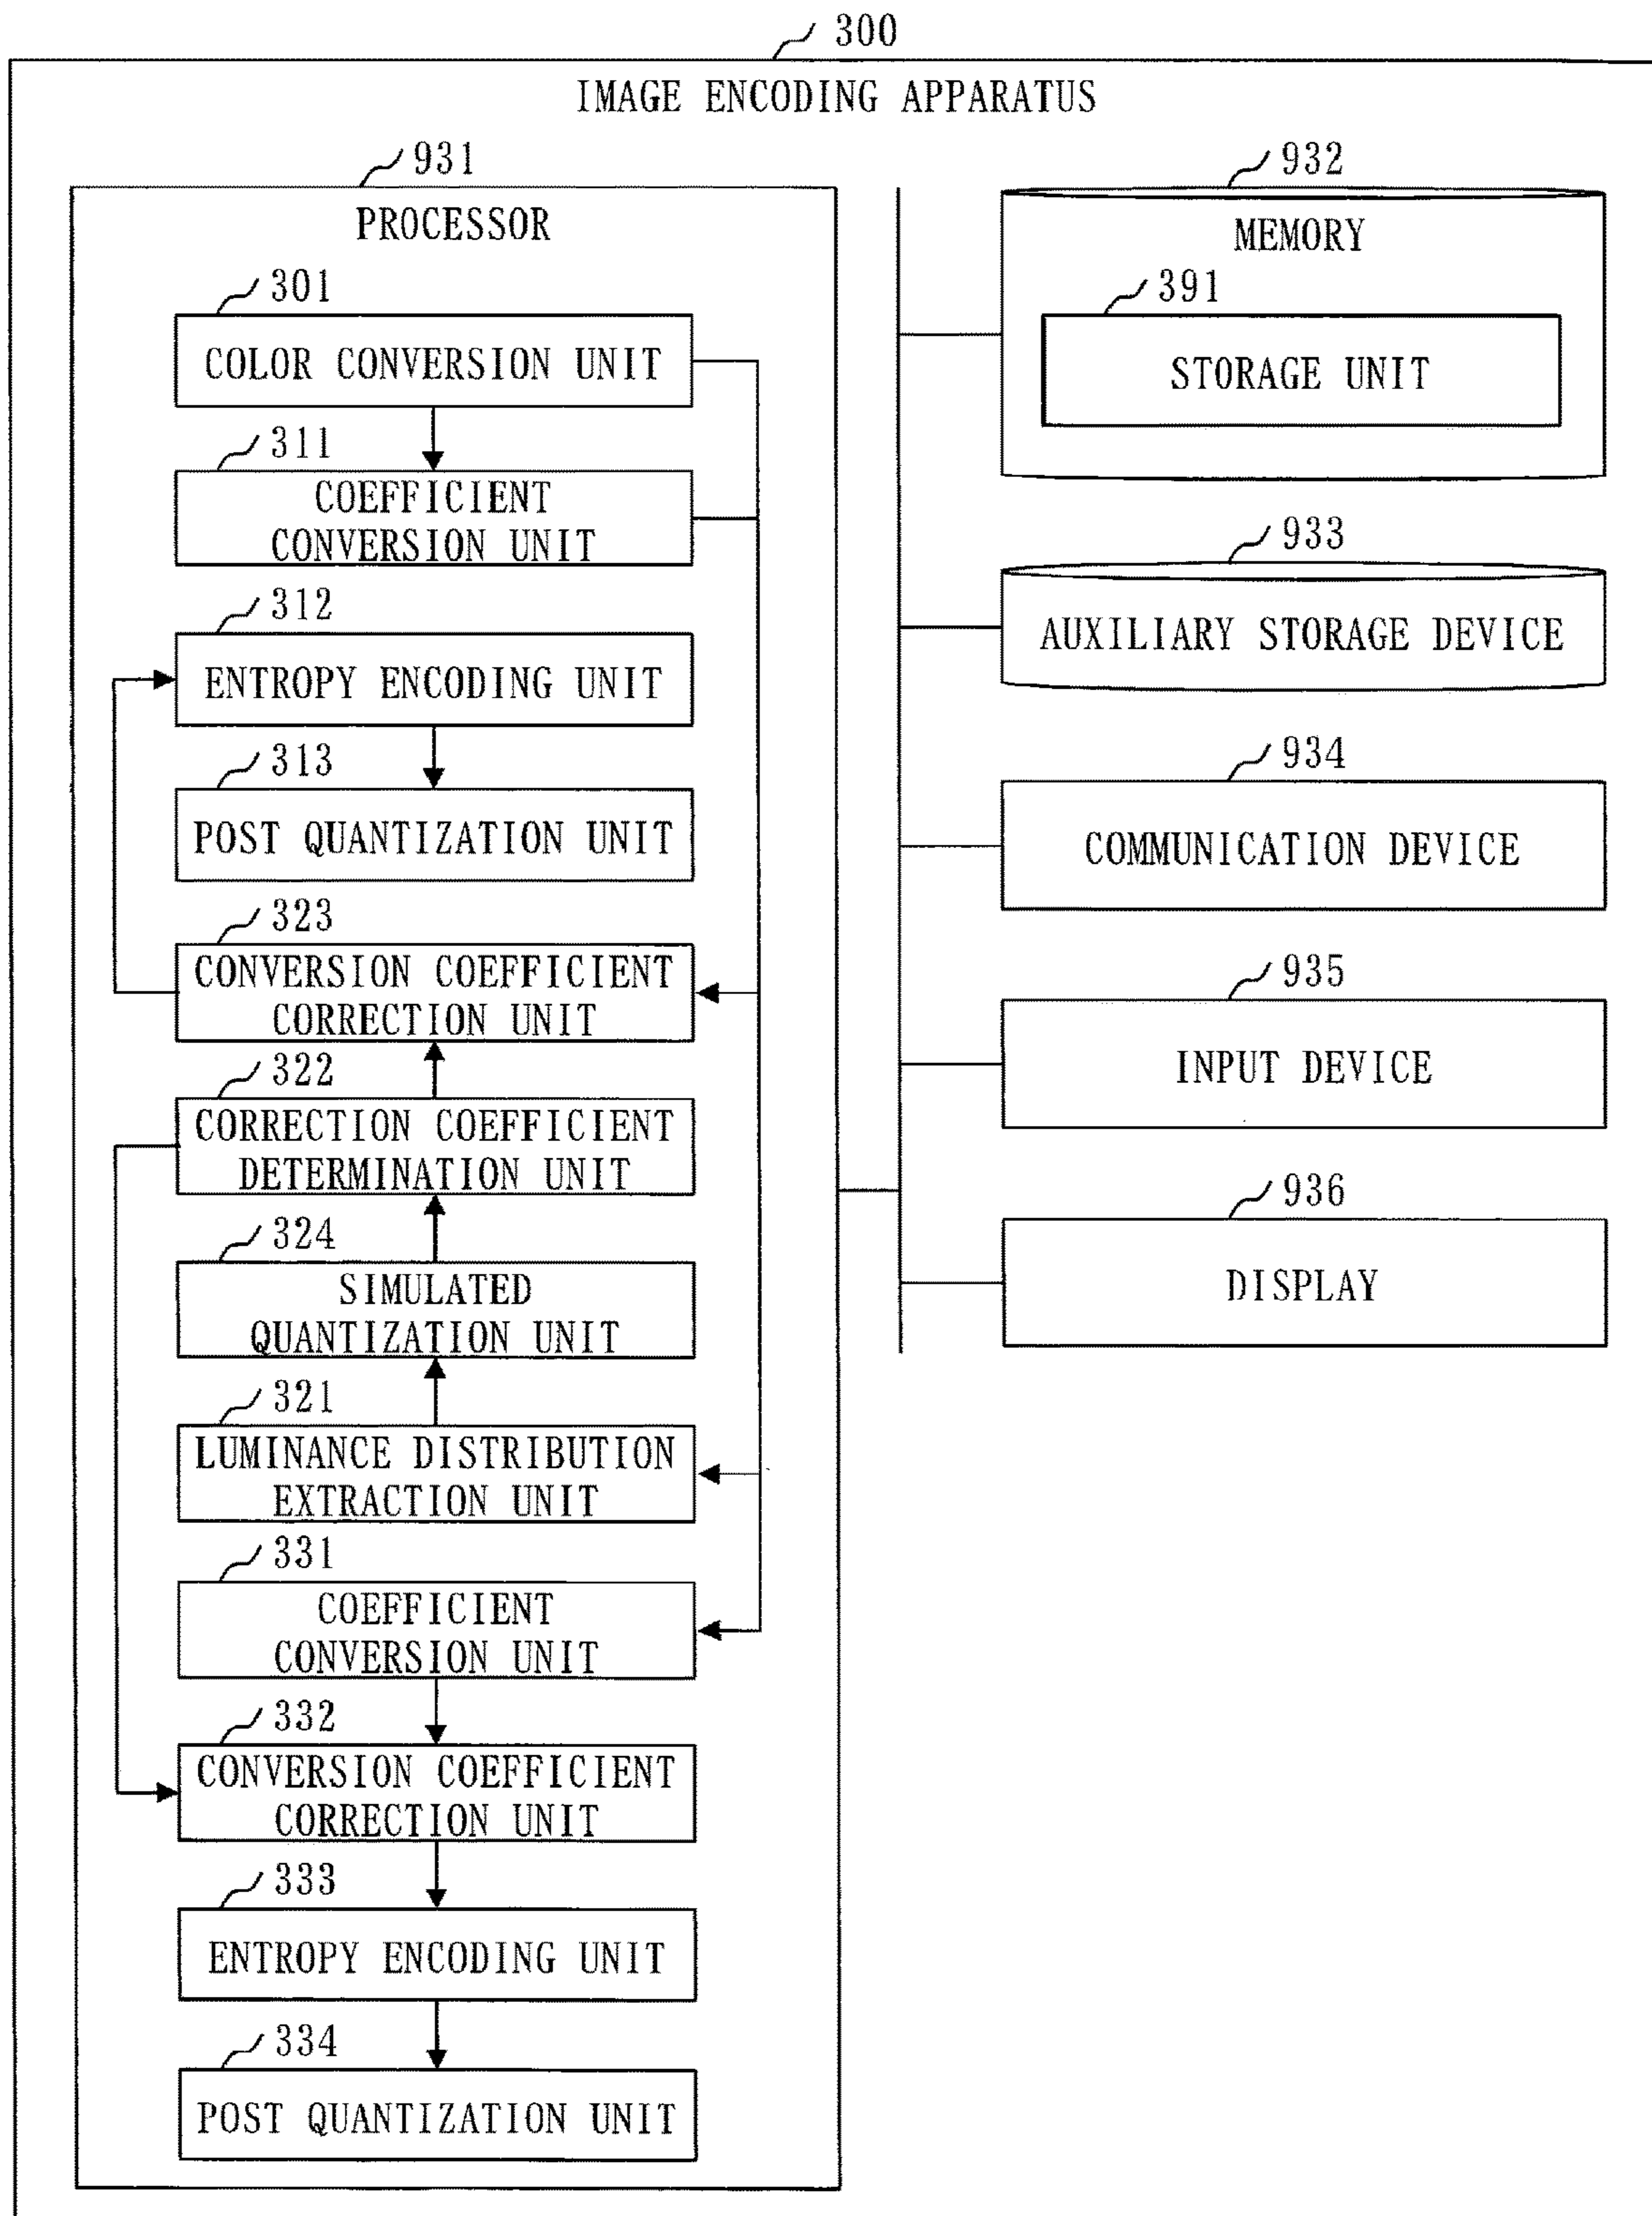 300
IMAGE ENCODING APPARATUS
931
PROCESSOR
301
COLOR CONVERSION UNIT
311
COEFFICIENT
CONVERSION UNIT
312
ENTROPY ENCODING UNIT
313
POST QUANTIZATION UNIT
323
CONVERSION COEFFICIENT
CORRECTION UNIT
322
CORRECTION COEFFICIENT
DETERMINATION UNIT
324
SIMULATED
QUANTIZATION UNIT
321
LUMINANCE DISTRIBUTION
EXTRACTION UNIT
331
COEFFICIENT
CONVERSION UNIT
332
CONVERSION COEFFICIENT
CORRECTION UNIT
333
ENTROPY ENCODING UNIT
334
POST QUANTIZATION UNIT
932
MEMORY
391
STORAGE UNIT
933
AUXILIARY STORAGE DEVICE
934
COMMUNICATION DEVICE
935
INPUT DEVICE
936
DISPLAY